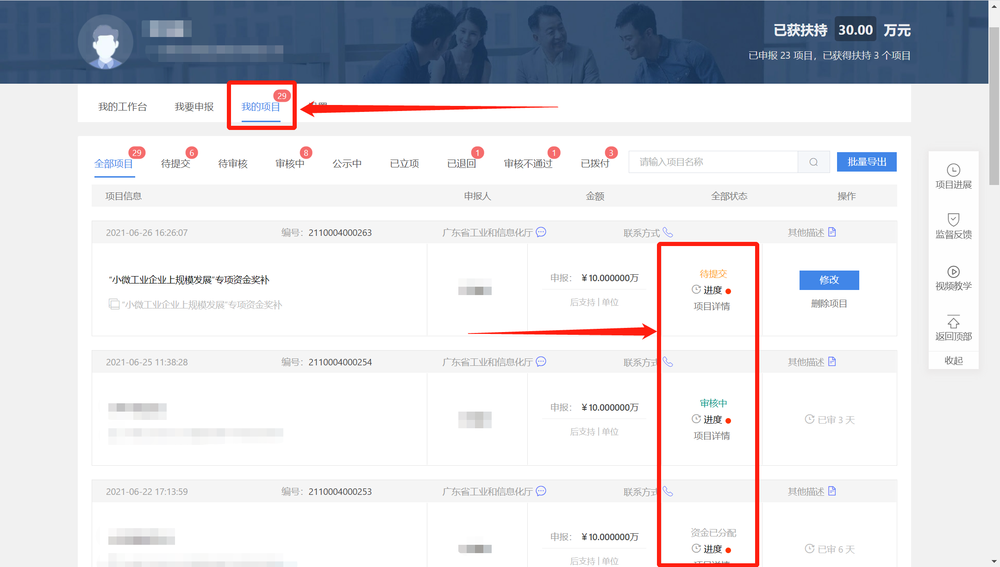 已获扶持 30.00 万元
已申报 23 项目，已获得扶持 3 个项目
我的工作台
我要申报
我的项目
29
全部项目
29
待提交
6
待审核
审核中
8
公示中
已立项
已退回
1
审核不通过
1
已拨付
3
请输入项目名称
批量导出
项目信息 申报人 金额 全部状态 操作
2021-06-26 16:26:07 编号： 2110004000263 广东省工业和信息化厅 联系方式 其他描述
“小微工业企业上规模发展”专项资金奖补
“小微工业企业上规模发展”专项资金奖补
申报： ¥10.000000万
后支持 | 单位
待提交
进度
项目详情
修改
删除项目
2021-06-25 11:38:28 编号： 2110004000254 广东省工业和信息化厅 联系方式 其他描述
申报： ¥10.000000万
后支持 | 单位
审核中
进度
项目详情
已审 3 天
2021-06-22 17:13:59 编号： 2110004000253 广东省工业和信息化厅 联系方式 其他描述
申报： ¥10.000000万
后支持 | 单位
资金已分配
进度
项目详情
已审 6 天
项目进展
监督反馈
视频教学
返回顶部
收起